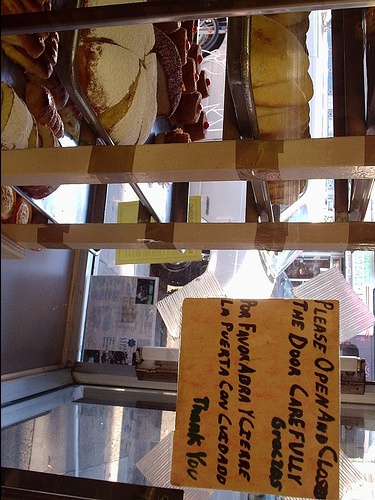 PLEASE OPEN AND CLOSE
THE DOOR CAREFULLY
GRACIAS
POR FAVOR ABRA Y CIERRE
LA PUERTA CON CUIDADO
THANK YOU